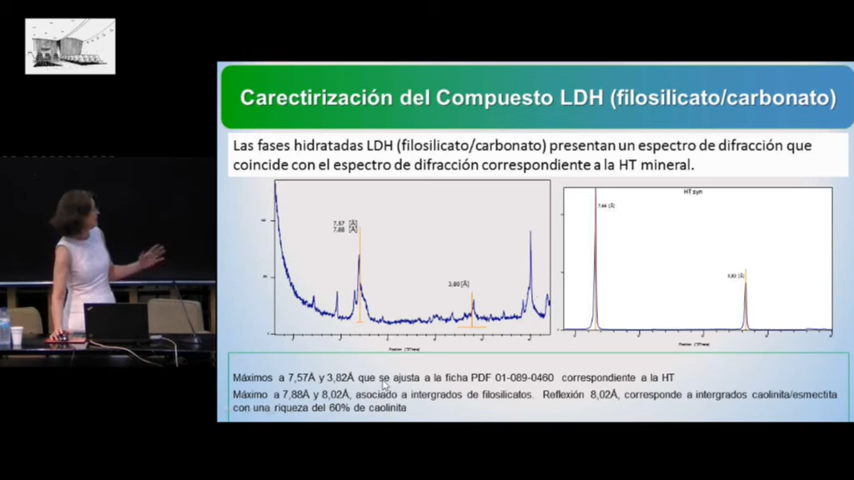 Carectirización del Compuesto LDH (filosilicato/carbonato)
Las fases hidratadas LDH (filosilicato/carbonato) presentan un espectro de difracción que
coincide con el espectro de difracción correspondiente a la HT mineral.
7,57 [Å]
7,88 [Å]
3,80 [Å]
HT syn
Máximos a 7,57Å y 3,82Å que se ajusta a la ficha PDF 01-089-0460 correspondiente a la HT
Máximo a 7,88Å y 8,02Å, asociado a intergrados de filosilicatos. Reflexión 8,02Å, corresponde a intergrados caolinita/esmectita
con una riqueza del 60% de caolinita